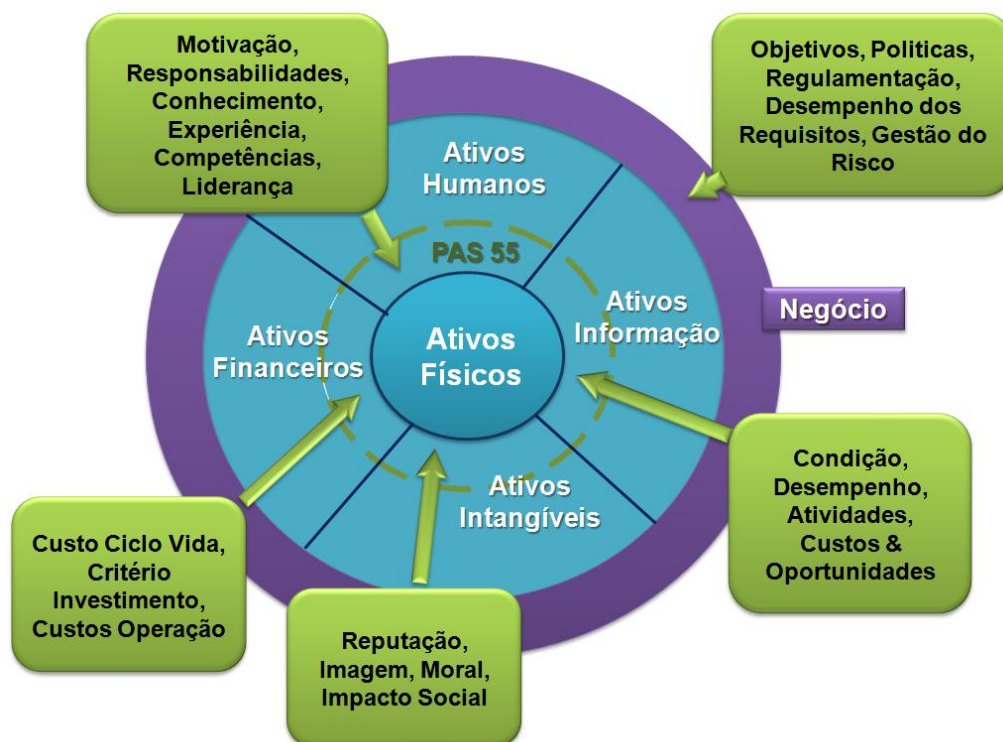 Motivação,
Responsabilidades,
Conhecimento,
Experiência,
Competências,
Liderança
Objetivos, Politicas,
Regulamentação,
Desempenho dos
Requisitos, Gestão do
Risco
Ativos
Humanos
PAS 55
Ativos
Informação
Negócio
Ativos
Financeiros
Ativos
Físicos
Ativos
Intangíveis
Condição,
Desempenho,
Atividades,
Custos &
Oportunidades
Custo Ciclo Vida,
Critério
Investimento,
Custos Operação
Reputação,
Imagem, Moral,
Impacto Social